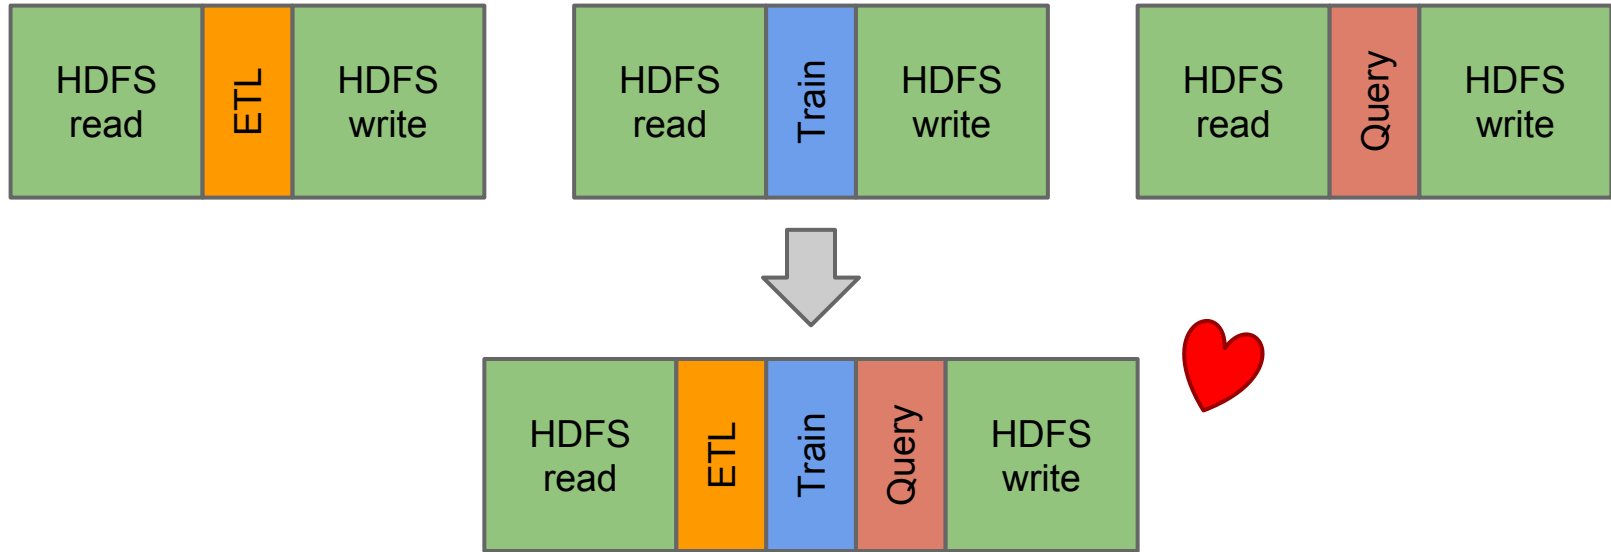 HDFS
read
ETL
HDFS
write
HDFS
read
Train
HDFS
write
HDFS
read
Query
HDFS
write
HDFS
read
ETL
Train
Query
HDFS
write